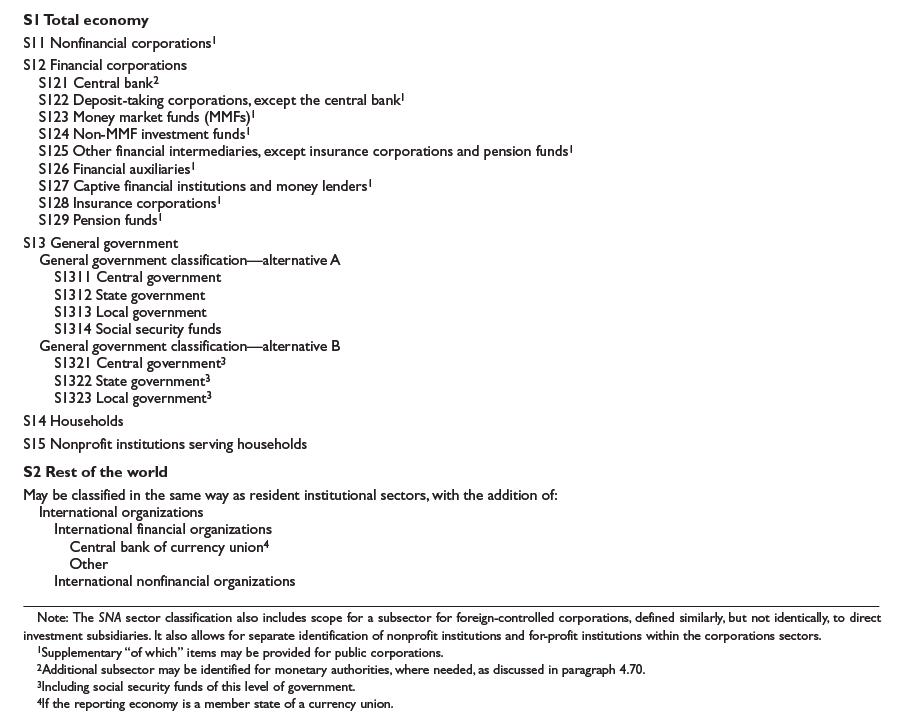 S1 Total economy
S11 Nonfinancial corporations¹
S12 Financial corporations
S121 Central bank²
S122 Deposit-taking corporations, except the central bank¹
S123 Money market funds (MMFs)¹
S124 Non-MMF investment funds¹
S125 Other financial intermediaries, except insurance corporations and pension funds¹
S126 Financial auxiliaries¹
S127 Captive financial institutions and money lenders¹
S128 Insurance corporations¹
S129 Pension funds¹
S13 General government
General government classification—alternative A
S1311 Central government
S1312 State government
S1313 Local government
S1314 Social security funds
General government classification—alternative B
S1321 Central government³
S1322 State government³
S1323 Local government³
S14 Households
S15 Nonprofit institutions serving households
S2 Rest of the world
May be classified in the same way as resident institutional sectors, with the addition of:
International organizations
International financial organizations
Central bank of currency union⁴
Other
International nonfinancial organizations
Note: The SNA sector classification also includes scope for a subsector for foreign-controlled corporations, defined similarly, but not identically, to direct
investment subsidiaries. It also allows for separate identification of nonprofit institutions and for-profit institutions within the corporations sectors.
¹Supplementary “of which” items may be provided for public corporations.
²Additional subsector may be identified for monetary authorities, where needed, as discussed in paragraph 4.70.
³Including social security funds of this level of government.
⁴If the reporting economy is a member state of a currency union.